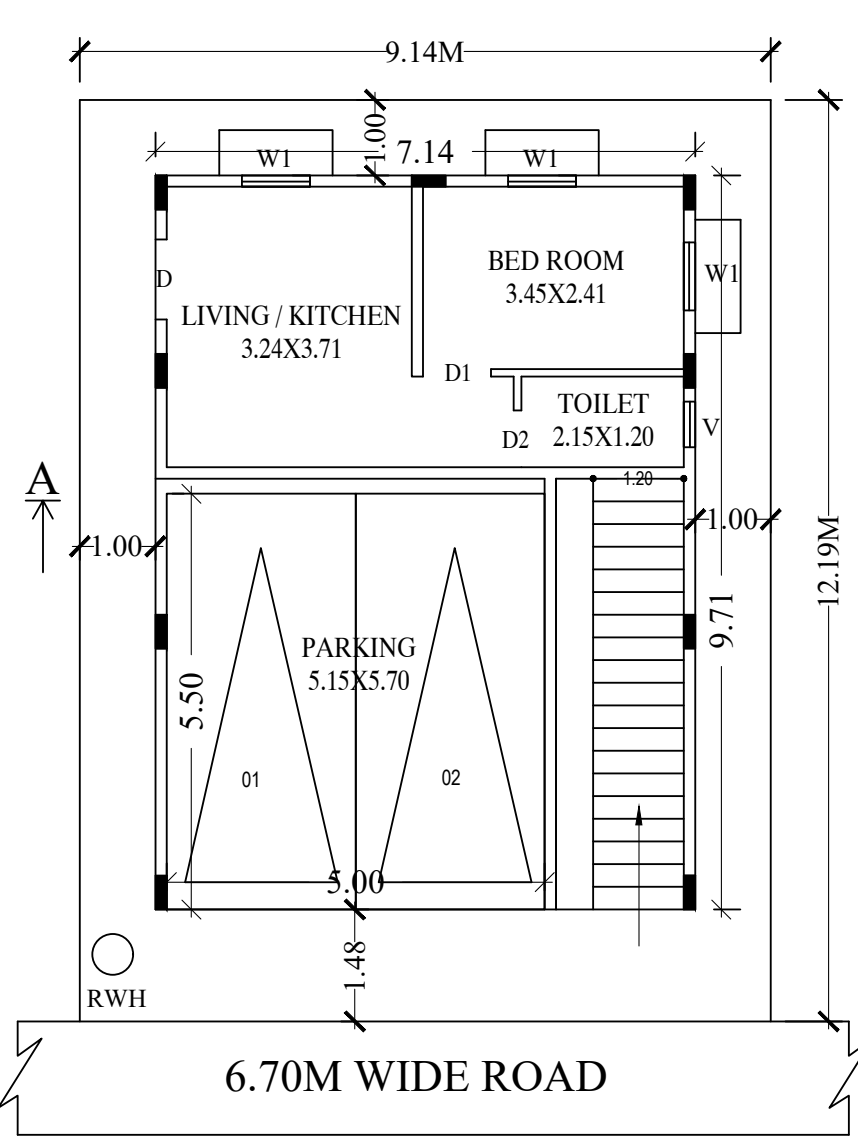 9.14M
1.00
7.14
W1
W1
BED ROOM
3.45X2.41
W1
D
LIVING / KITCHEN
3.24X3.71
D1
TOILET
2.15X1.20
D2
V
A
1.20
1.00
1.00
12.19M
9.71
PARKING
5.15X5.70
5.50
01
02
5.00
1.48
RWH
6.70M WIDE ROAD